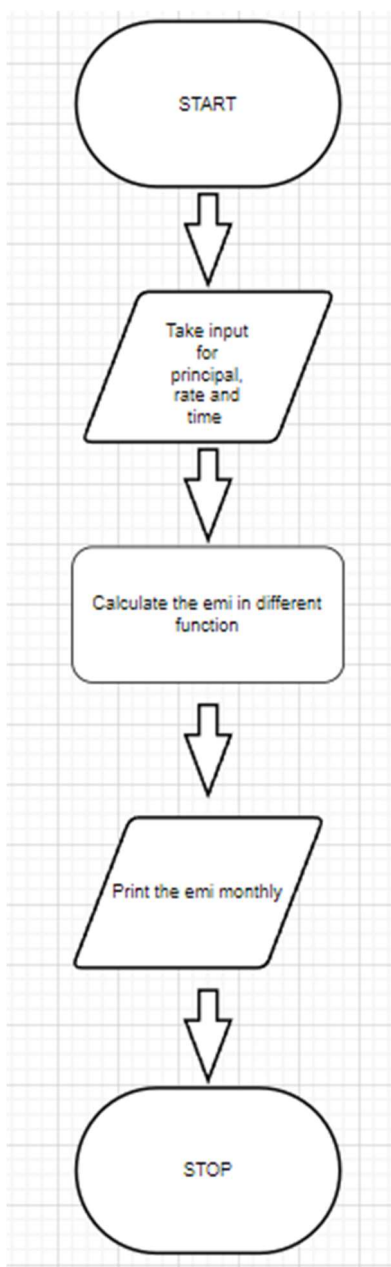 START
Take input
for
principal,
rate and
time
Calculate the emi in different
function
Print the emi monthly
STOP